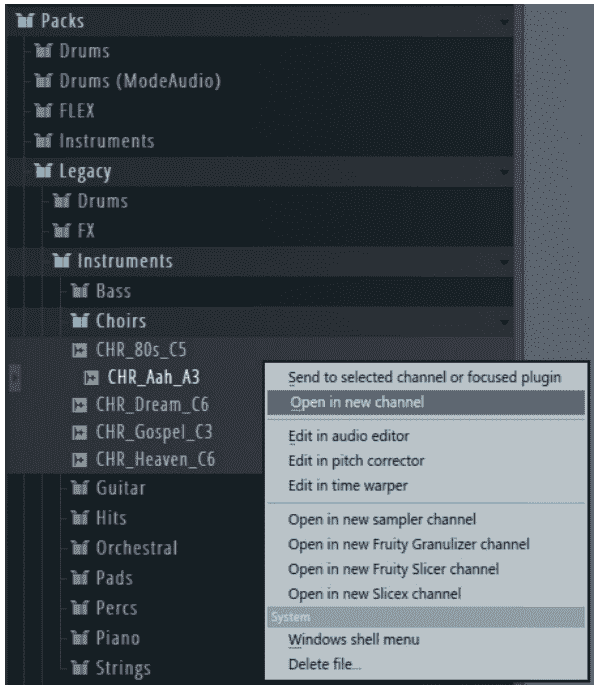 Packs
Drums
Drums (ModeAudio)
FLEX
Instruments
Legacy
Drums
FX
Instruments
Bass
Choirs
CHR_80s_C5
CHR_Aah_A3
CHR_Dream_C6
CHR_Gospel_C3
CHR_Heaven_C6
Guitar
Hits
Orchestral
Pads
Percs
Piano
Strings
Send to selected channel or focused plugin
Open in new channel
Edit in audio editor
Edit in pitch corrector
Edit in time warper
Open in new sampler channel
Open in new Fruity Granulizer channel
Open in new Fruity Slicer channel
Open in new Slicex channel
System
Windows shell menu
Delete file...